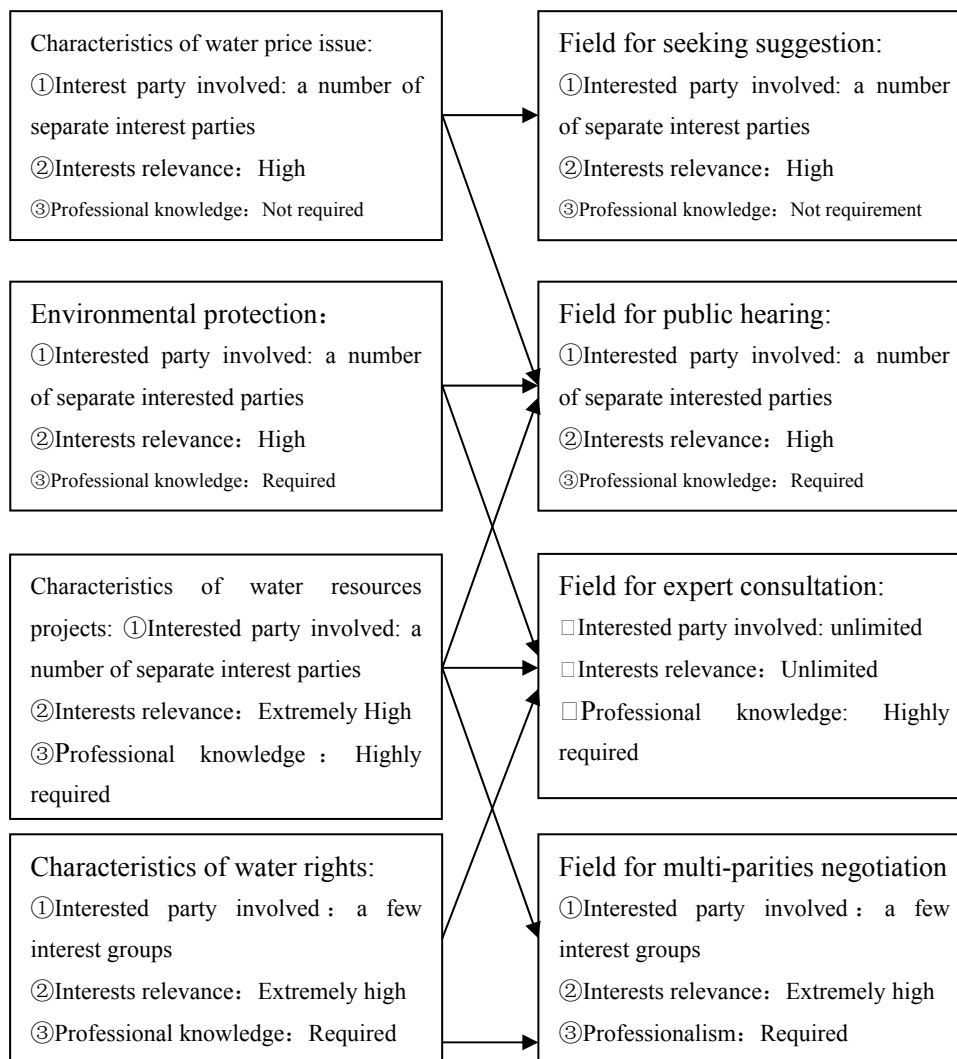 Characteristics of water price issue:
①Interest party involved: a number of
separate interest parties
②Interests relevance：High
③Professional knowledge：Not required
Field for seeking suggestion:
①Interested party involved: a number
of separate interest parties
②Interests relevance：High
③Professional knowledge：Not requirement
Environmental protection：
①Interested party involved: a number
of separate interested parties
②Interests relevance：High
③Professional knowledge：Required
Field for public hearing:
①Interested party involved: a number
of separate interested parties
②Interests relevance：High
③Professional knowledge：Required
Characteristics of water resources
projects: ①Interested party involved: a
number of separate interest parties
②Interests relevance：Extremely High
③Professional knowledge： Highly
required
Field for expert consultation:
□Interested party involved: unlimited
□Interests relevance：Unlimited
□Professional knowledge: Highly
required
Characteristics of water rights:
①Interested party involved：a few
interest groups
②Interests relevance：Extremely high
③Professional knowledge：Required
Field for multi-parities negotiation
①Interested party involved：a few
interest groups
②Interests relevance：Extremely high
③Professionalism：Required